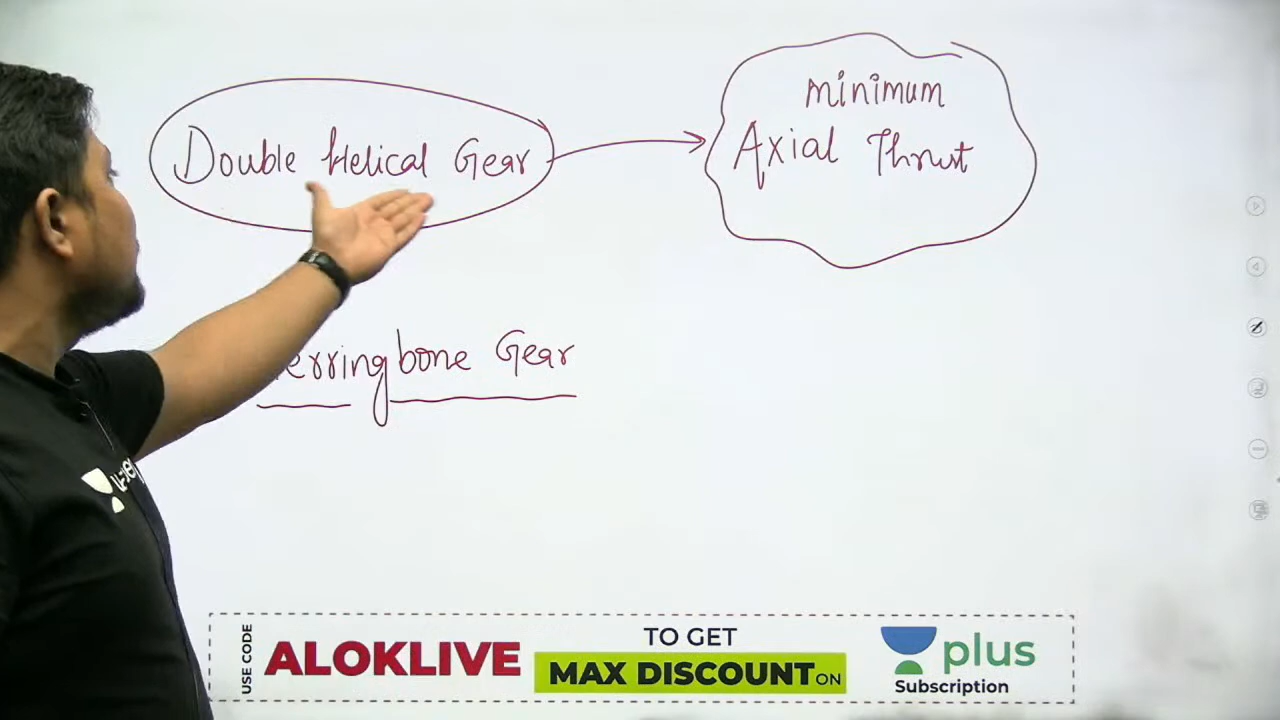 minimum
Double Helical Gear
Axial Thrust
erringbone Gear
USE CODE
ALOKLIVE
TO GET
MAX DISCOUNT ON
plus
Subscription